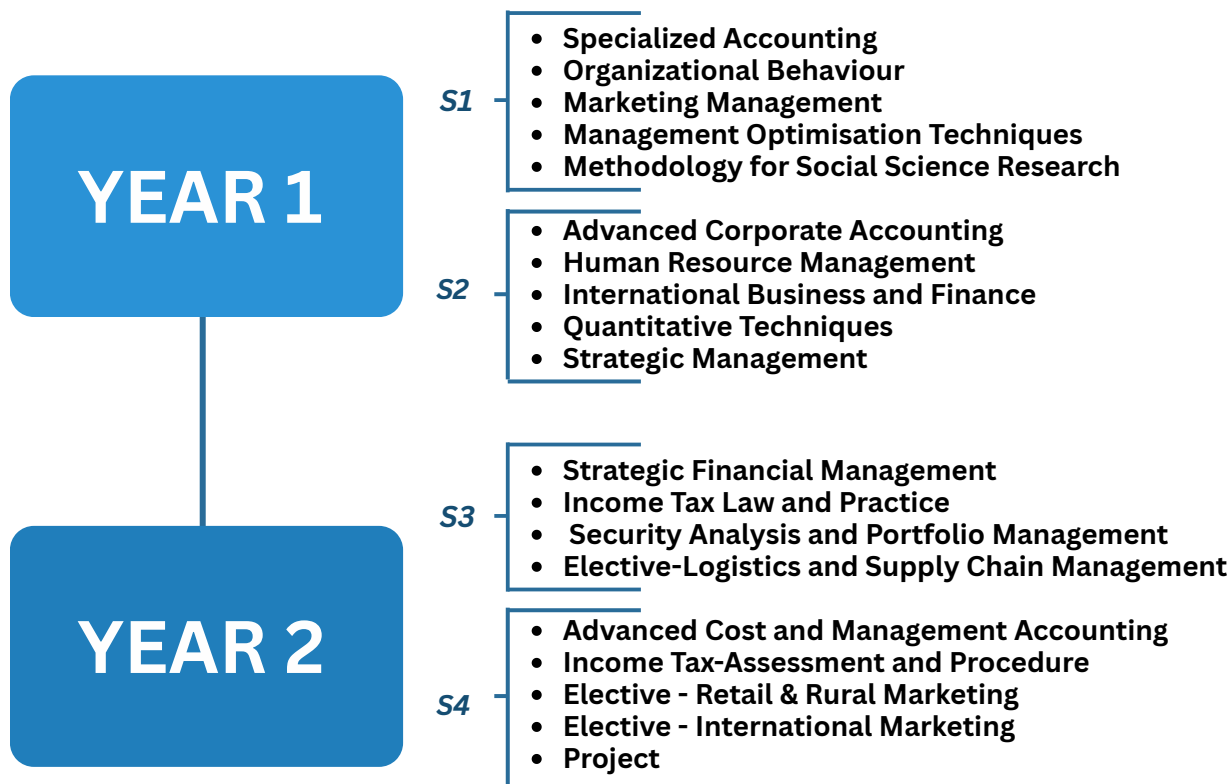 YEAR 1
S1
• Specialized Accounting
• Organizational Behaviour
• Marketing Management
• Management Optimisation Techniques
• Methodology for Social Science Research
S2
• Advanced Corporate Accounting
• Human Resource Management
• International Business and Finance
• Quantitative Techniques
• Strategic Management
YEAR 2
S3
• Strategic Financial Management
• Income Tax Law and Practice
• Security Analysis and Portfolio Management
• Elective-Logistics and Supply Chain Management
S4
• Advanced Cost and Management Accounting
• Income Tax-Assessment and Procedure
• Elective - Retail & Rural Marketing
• Elective - International Marketing
• Project